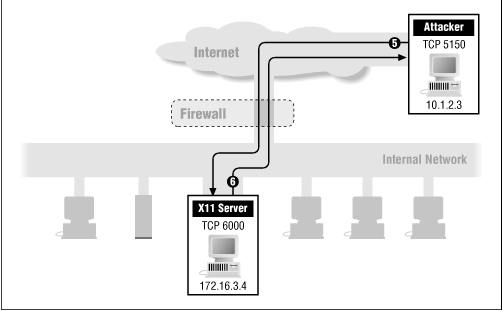 Attacker
TCP 5150
10.1.2.3
Internet
5
Firewall
Internal Network
6
X11 Server
TCP 6000
172.16.3.4